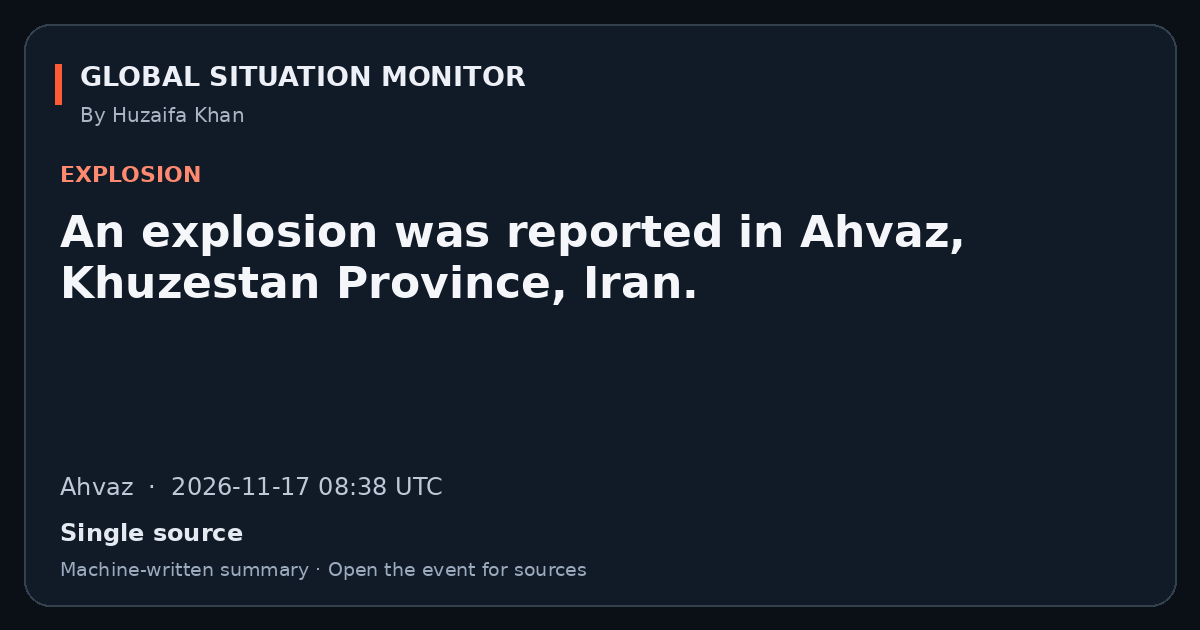 GLOBAL SITUATION MONITOR
By Huzaifa Khan
EXPLOSION
An explosion was reported in Ahvaz,
Khuzestan Province, Iran.
Ahvaz · 2026-11-17 08:38 UTC
Single source
Machine-written summary · Open the event for sources